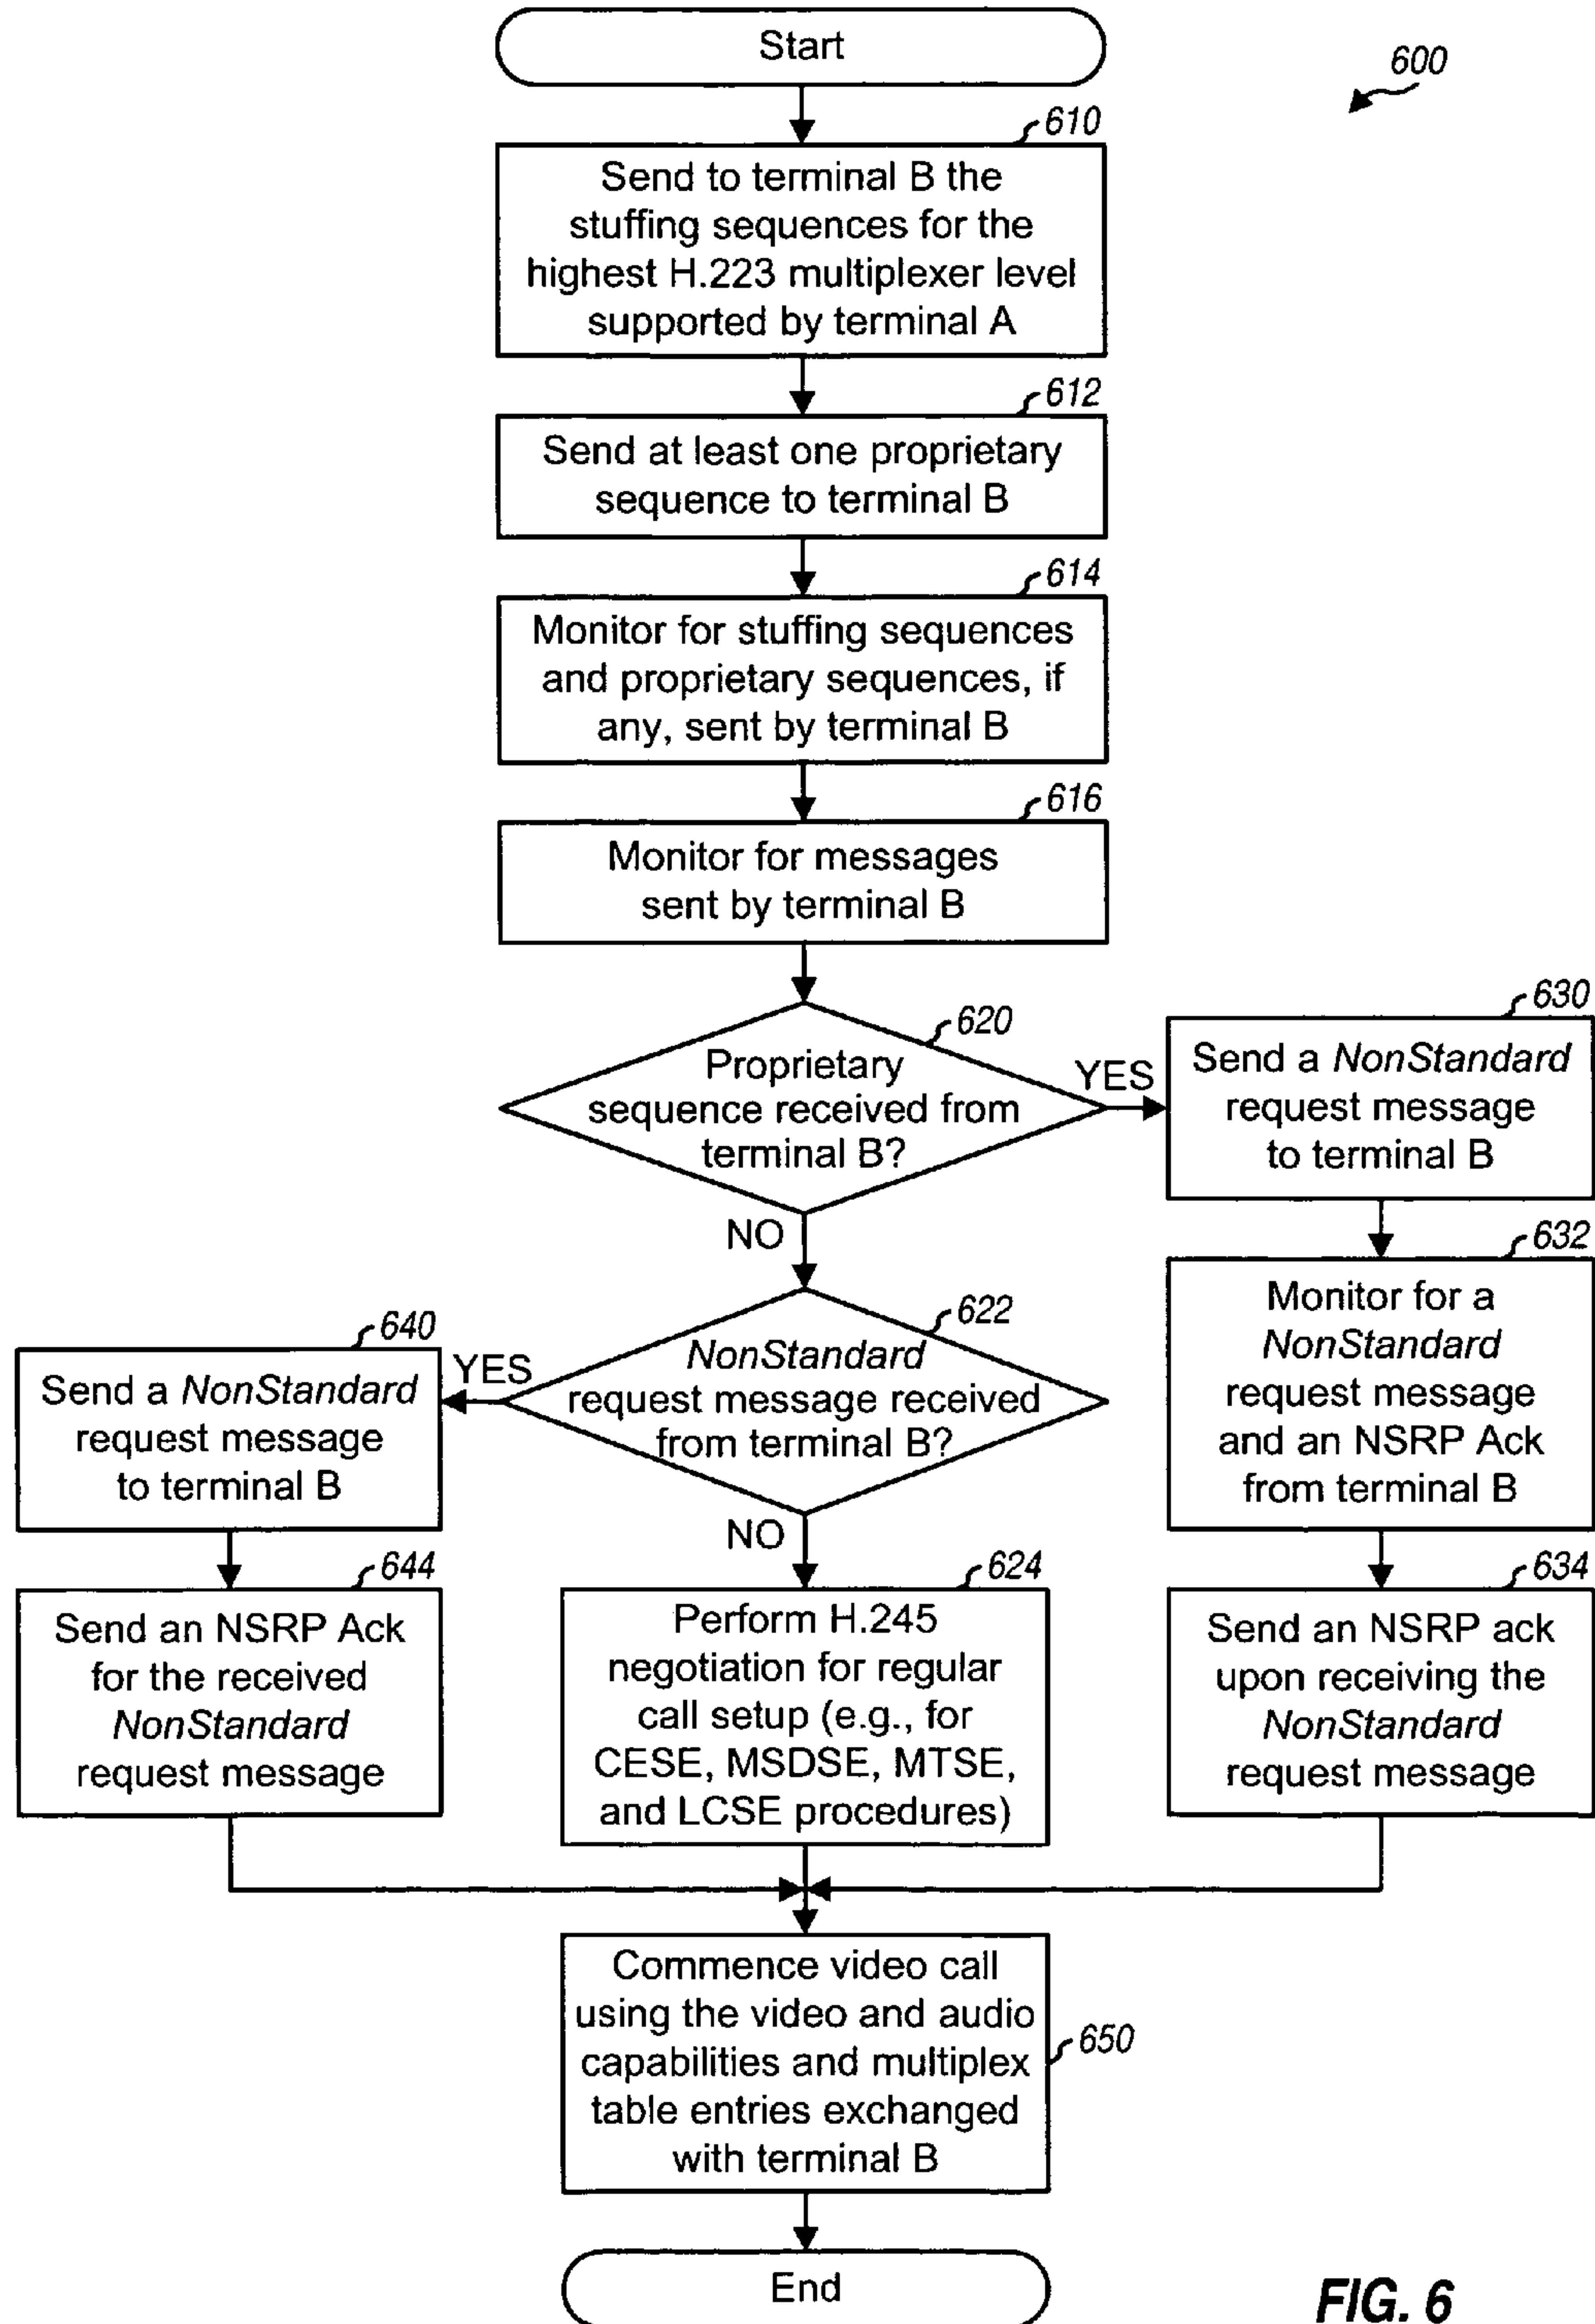 Start
600
610
Send to terminal B the
stuffing sequences for the
highest H.223 multiplexer level
supported by terminal A
612
Send at least one proprietary
sequence to terminal B
614
Monitor for stuffing sequences
and proprietary sequences, if
any, sent by terminal B
616
Monitor for messages
sent by terminal B
620
Proprietary
sequence received from
terminal B?
YES
NO
630
Send a NonStandard
request message
to terminal B
632
Monitor for a
NonStandard
request message
and an NSRP Ack
from terminal B
634
Send an NSRP ack
upon receiving the
NonStandard
request message
622
NonStandard
request message received
from terminal B?
YES
NO
640
Send a NonStandard
request message
to terminal B
644
Send an NSRP Ack
for the received
NonStandard
request message
624
Perform H.245
negotiation for regular
call setup (e.g., for
CESE, MSDSE, MTSE,
and LCSE procedures)
Commence video call
using the video and audio
capabilities and multiplex
table entries exchanged
with terminal B
650
End
FIG. 6